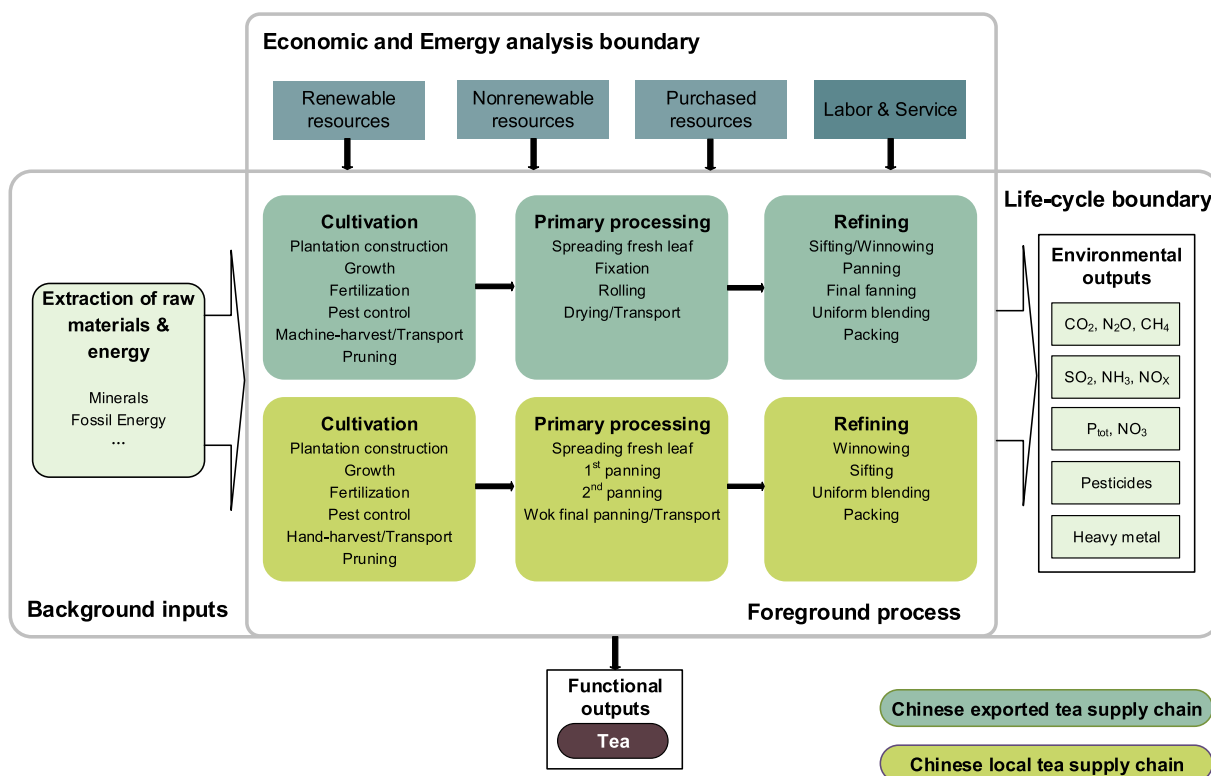 Economic and Emergy analysis boundary
Renewable
resources
Nonrenewable
resources
Purchased
resources
Labor & Service
Life-cycle boundary
Extraction of raw
materials &
energy
Minerals
Fossil Energy
...
Cultivation
Plantation construction
Growth
Fertilization
Pest control
Machine-harvest/Transport
Pruning
Primary processing
Spreading fresh leaf
Fixation
Rolling
Drying/Transport
Refining
Sifting/Winnowing
Panning
Final fanning
Uniform blending
Packing
Cultivation
Plantation construction
Growth
Fertilization
Pest control
Hand-harvest/Transport
Pruning
Primary processing
Spreading fresh leaf
1st panning
2nd panning
Wok final panning/Transport
Refining
Winnowing
Sifting
Uniform blending
Packing
Environmental
outputs
CO₂, N₂O, CH₄
SO₂, NH₃, NOX
Ptot, NO₃
Pesticides
Heavy metal
Background inputs
Foreground process
Functional
outputs
Tea
Chinese exported tea supply chain
Chinese local tea supply chain